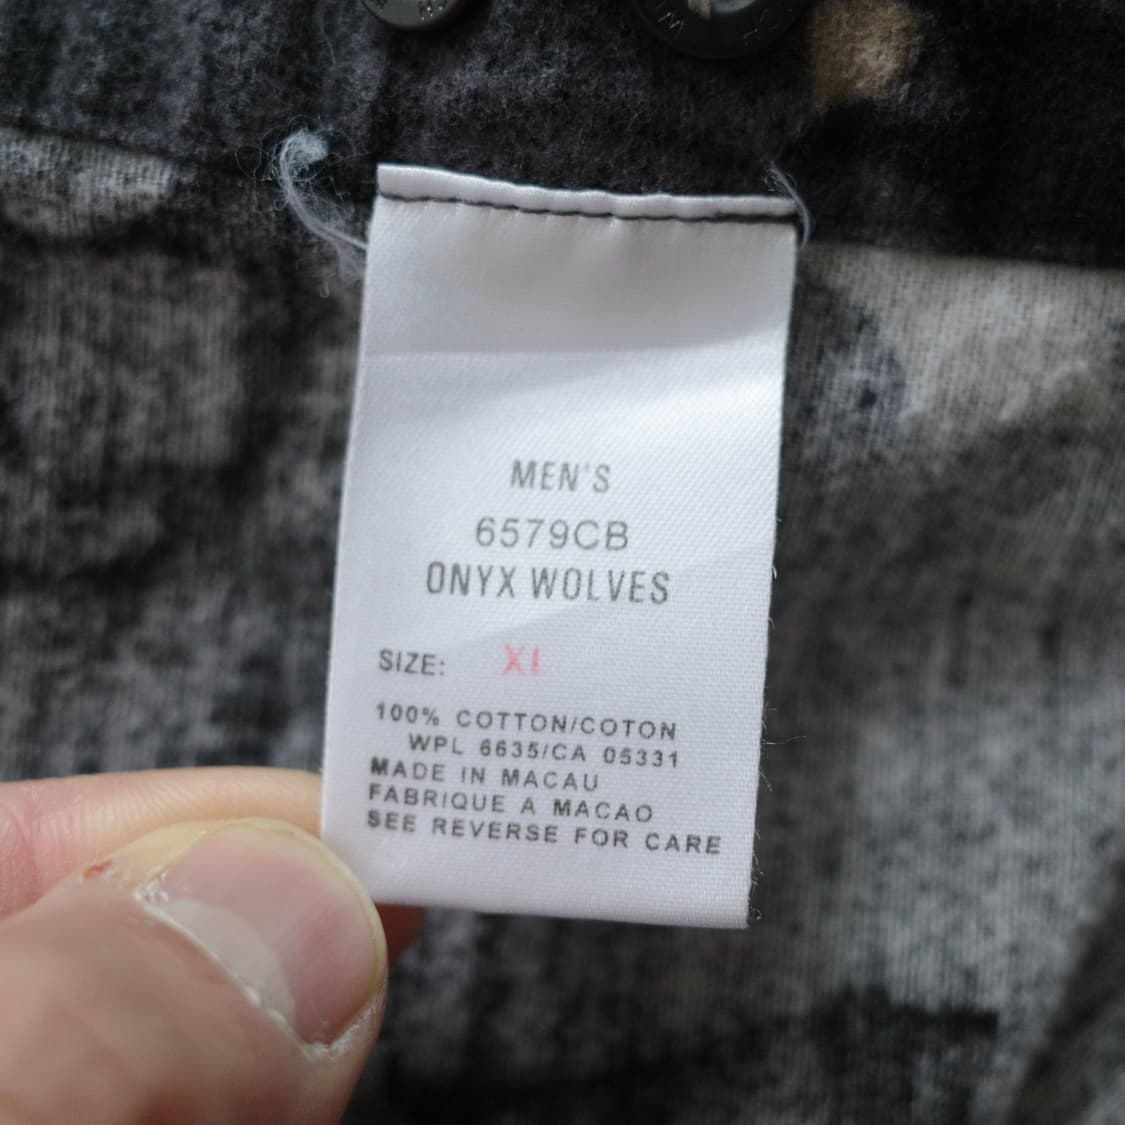 MEN'S
6579CB
ONYX WOLVES
SIZE: XL
100% COTTON/COTON
WPL 6635/CA 05331
MADE IN MACAU
FABRIQUE A MACAO
SEE REVERSE FOR CARE